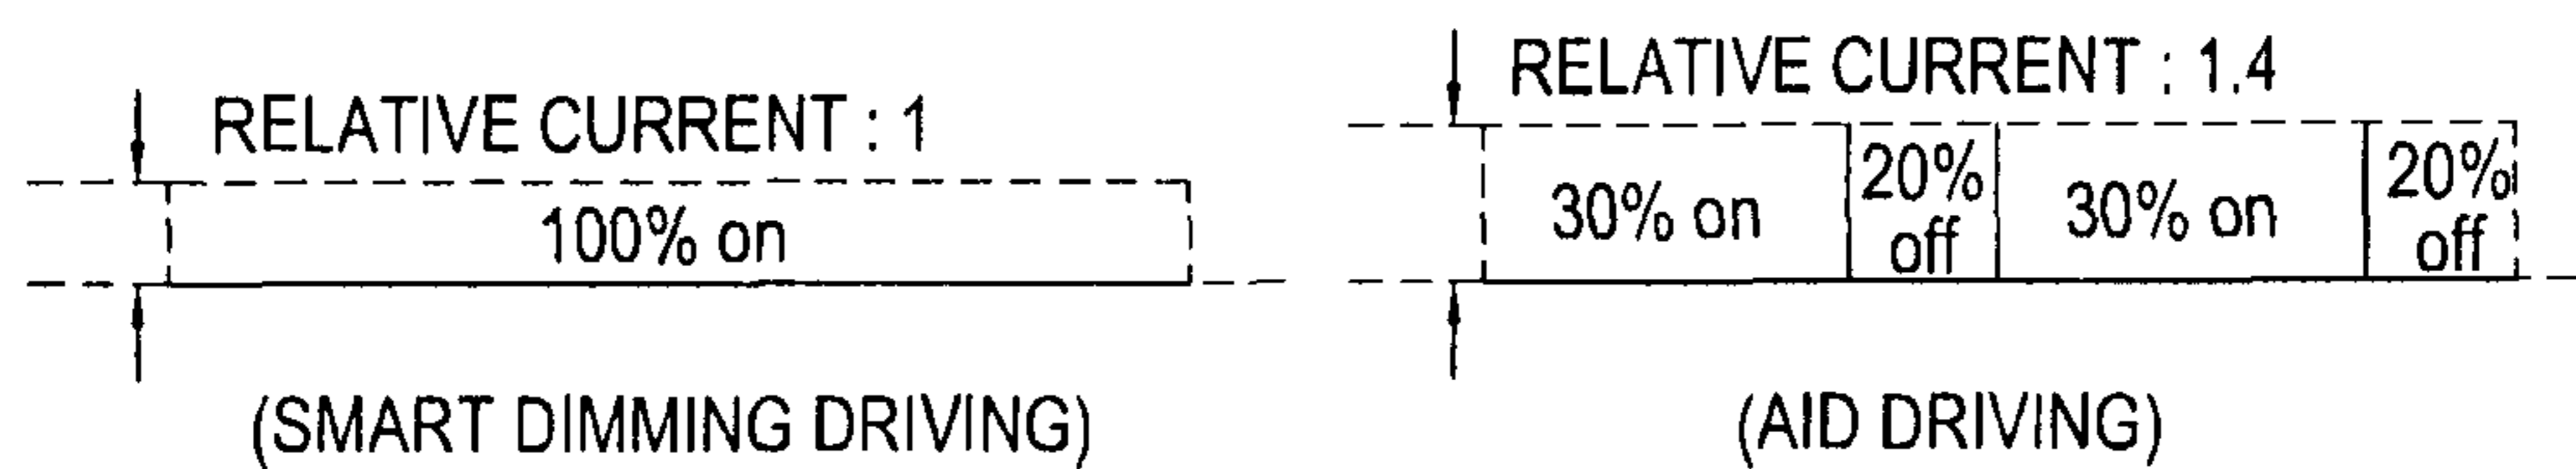 RELATIVE CURRENT : 1
100% on
(SMART DIMMING DRIVING)
RELATIVE CURRENT : 1.4
30% on
20%
off
30% on
20%
off
(AID DRIVING)